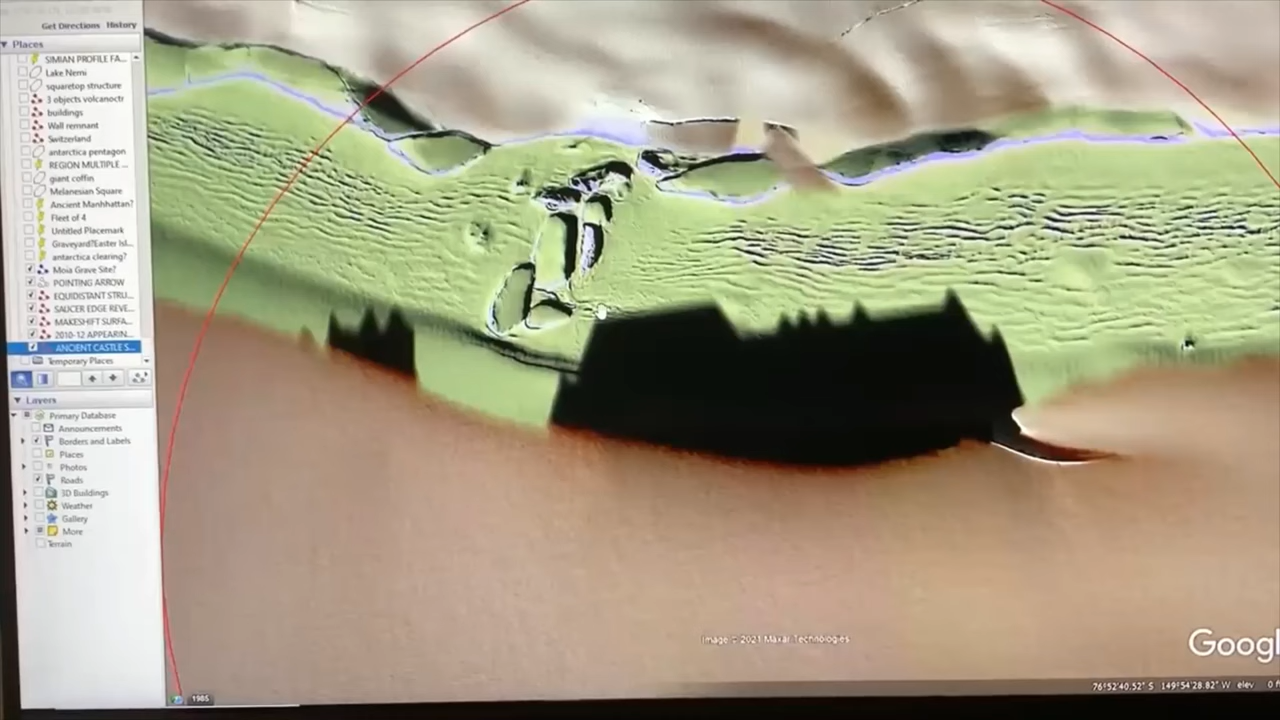 Get Directions History
Places
SIMIAN PROFILE FA...
Lake Nemi
squaretop structure
3 objects volcanoctr
buildings
Wall remnant
Switzerland
antarctica pentagon
REGION MULTIPLE ...
giant coffin
Melanesian Square
Ancient Manhhattan?
Fleet of 4
Untitled Placemark
Graveyard?Easter Isl...
antarctica clearing?
Moia Grave Site?
POINTING ARROW
EQUIDISTANT STRU...
SAUCER EDGE REVE...
MAKESHIFT SURFA...
2010-12 APPEARIN...
ANCIENT CASTLE'S...
Temporary Places
Layers
Primary Database
Announcements
Borders and Labels
Places
Photos
Roads
3D Buildings
Weather
Gallery
More
Terrain
Image © 2021 Maxar Technologies
Googl
1985
76°52'40.52" S 149°54'28.82" W elev 0 f